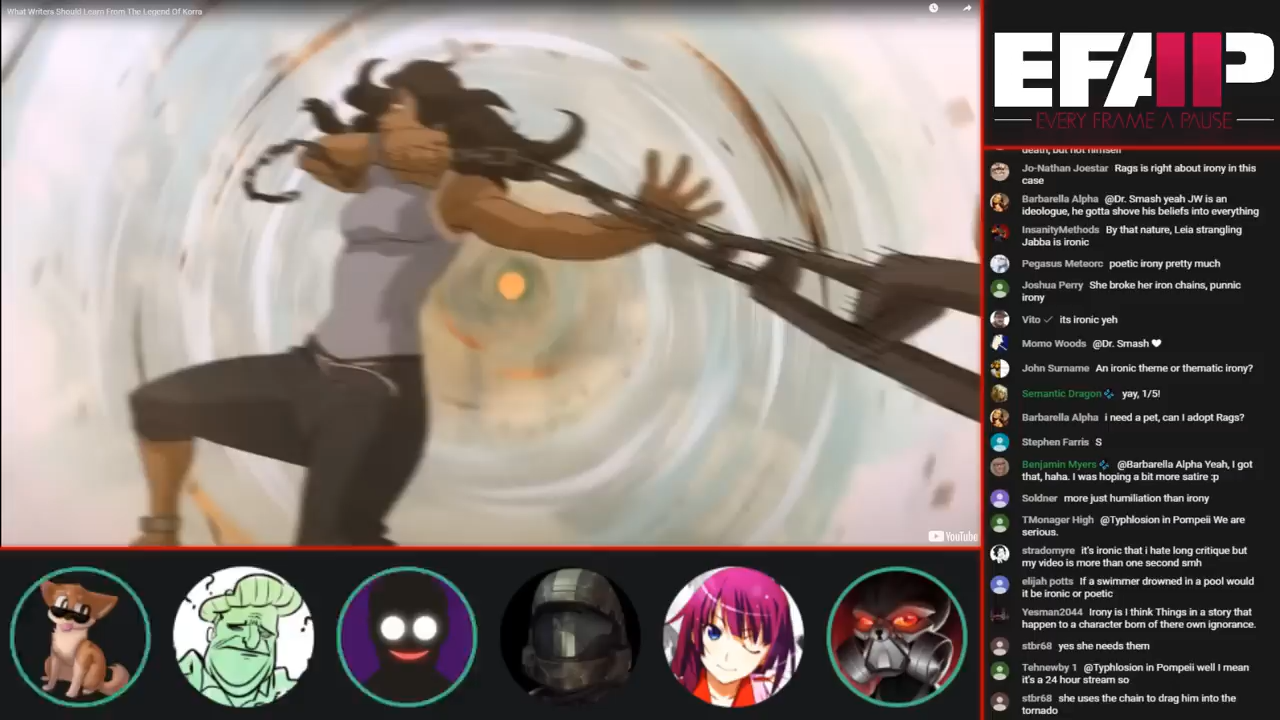 What Writers Should Learn From The Legend Of Korra
YouTube
EFAP
EVERY FRAME A PAUSE
death, but not himself
Jo-Nathan Joestar Rags is right about irony in this
case
Barbarella Alpha @Dr. Smash yeah JW is an
ideologue, he gotta shove his beliefs into everything
InsanityMethods By that nature, Leia strangling
Jabba is ironic
Pegasus Meteorc poetic irony pretty much
Joshua Perry She broke her iron chains, punnic
irony
Vito ✓ its ironic yeh
Momo Woods @Dr. Smash ♥
John Surname An ironic theme or thematic irony?
Semantic Dragon yay, 1/5!
Barbarella Alpha i need a pet, can I adopt Rags?
Stephen Farris S
Benjamin Myers @Barbarella Alpha Yeah, I got
that, haha. I was hoping a bit more satire :p
Soldner more just humiliation than irony
TMonager High @Typhlosion in Pompeii We are
serious.
stradomyre it's ironic that i hate long critique but
my video is more than one second smh
elijah potts If a swimmer drowned in a pool would
it be ironic or poetic
Yesman2044 Irony is I think Things in a story that
happen to a character born of there own ignorance.
stbr68 yes she needs them
Tehnewby 1 @Typhlosion in Pompeii well I mean
it's a 24 hour stream so
stbr68 she uses the chain to drag him into the
tornado